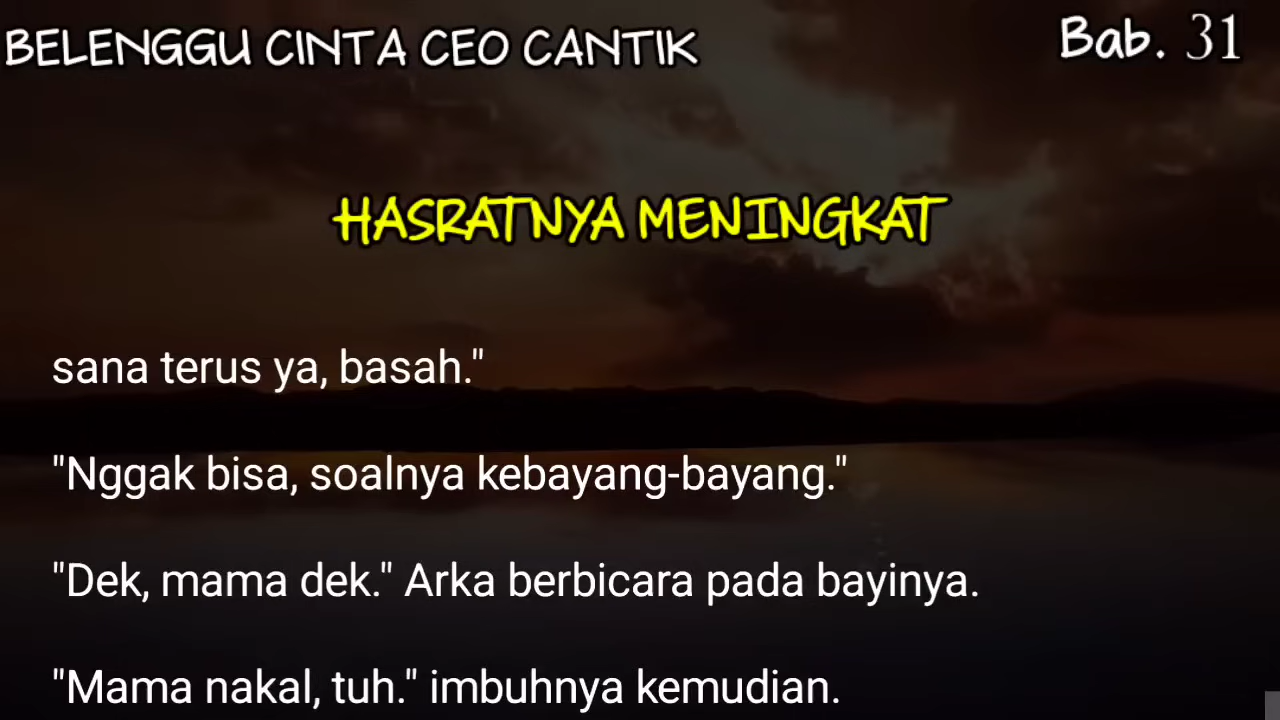 BELENGGU CINTA CEO CANTIK
Bab. 31
HASRATNYA MENINGKAT
sana terus ya, basah."
"Nggak bisa, soalnya kebayang-bayang."
"Dek, mama dek." Arka berbicara pada bayinya.
"Mama nakal, tuh." imbuhnya kemudian.